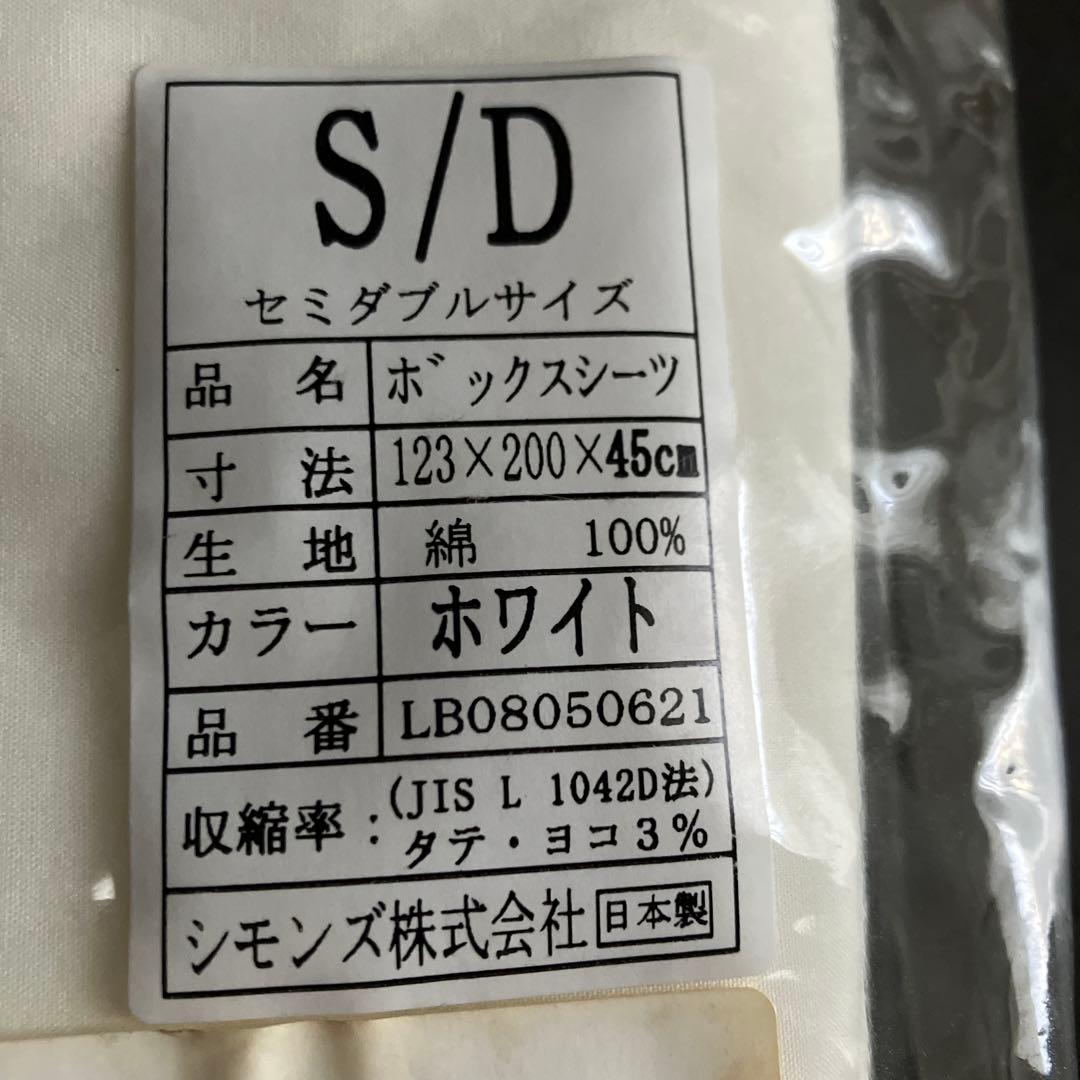 S/D
セミダブルサイズ
品 名 ボックスシーツ
寸 法 123×200×45cm
生 地 綿 100%
カラー ホワイト
品 番 LB08050621
収縮率:(JIS L 1042D法)
タテ・ヨコ3%
シモンズ株式会社 日本製